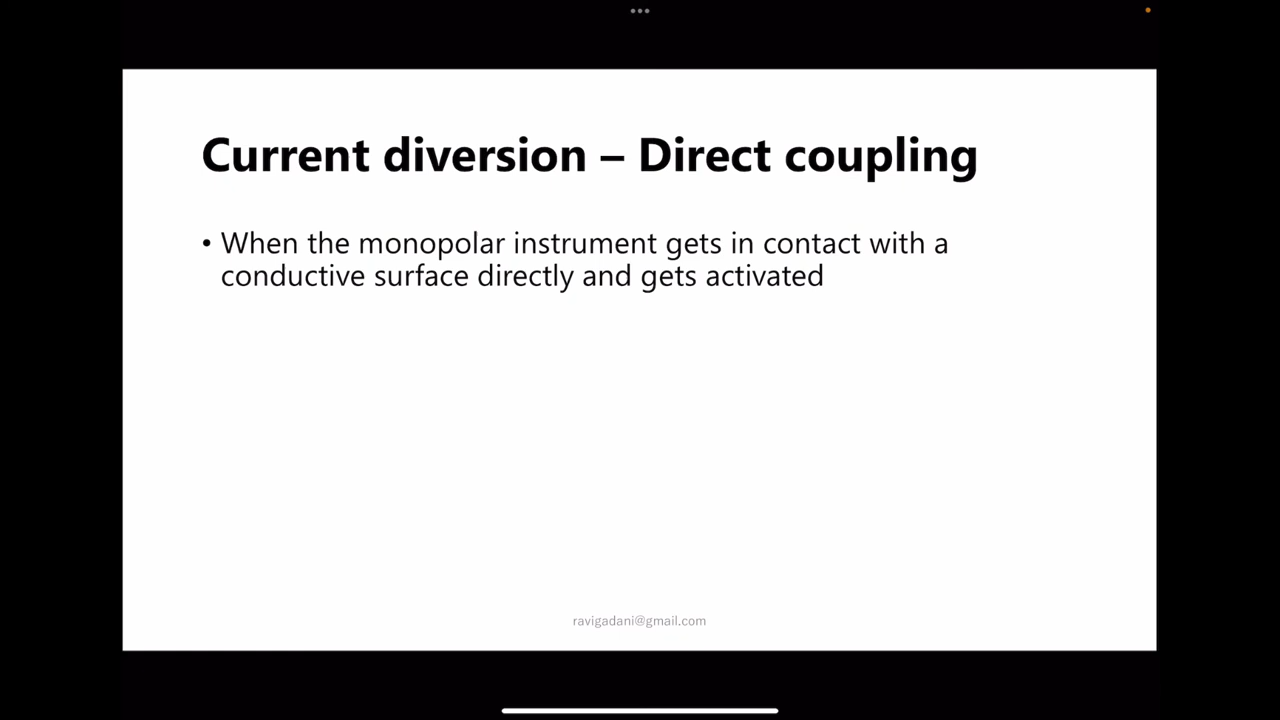 Current diversion – Direct coupling
• When the monopolar instrument gets in contact with a
conductive surface directly and gets activated
ravigadani@gmail.com